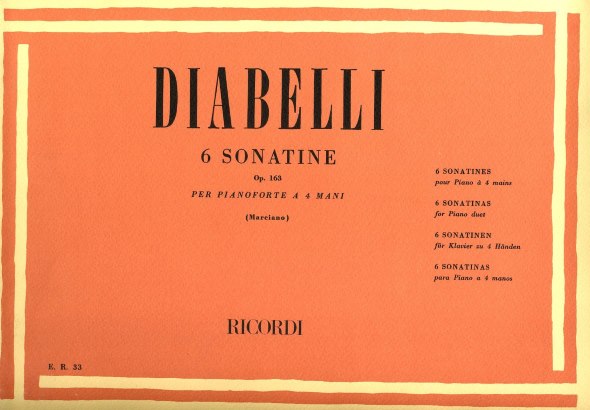 DIABELLI
6 SONATINE
Op. 163
PER PIANOFORTE A 4 MANI
(Marciano)
6 SONATINES
pour Piano à 4 mains
6 SONATINAS
for Piano duet
6 SONATINEN
für Klavier zu 4 Händen
6 SONATINAS
para Piano a 4 manos
RICORDI
E. R. 33